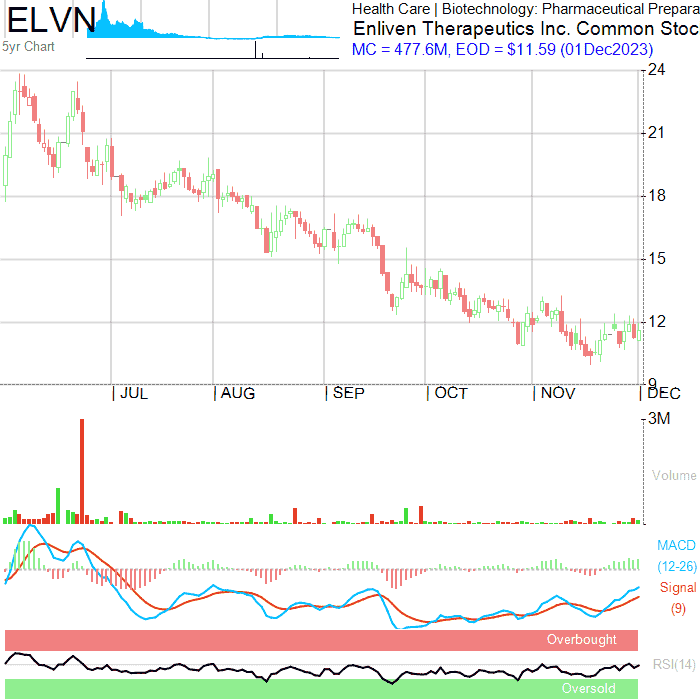 ELVN
5yr Chart
Health Care | Biotechnology: Pharmaceutical Prepara
Enliven Therapeutics Inc. Common Stoc
MC = 477.6M, EOD = $11.59 (01Dec2023)
24
21
18
15
12
9
| JUL | AUG | SEP | OCT | NOV | DEC
3M
Volume
MACD
(12-26)
Signal
(9)
Overbought
RSI(14)
Oversold